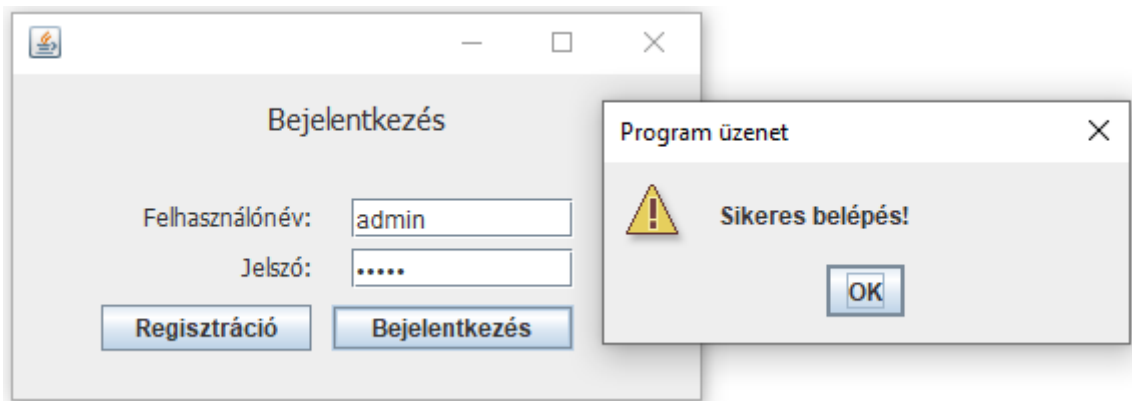 Bejelentkezés
Felhasználónév: admin
Jelszó: •••••
Regisztráció Bejelentkezés
Program üzenet
Sikeres belépés!
OK